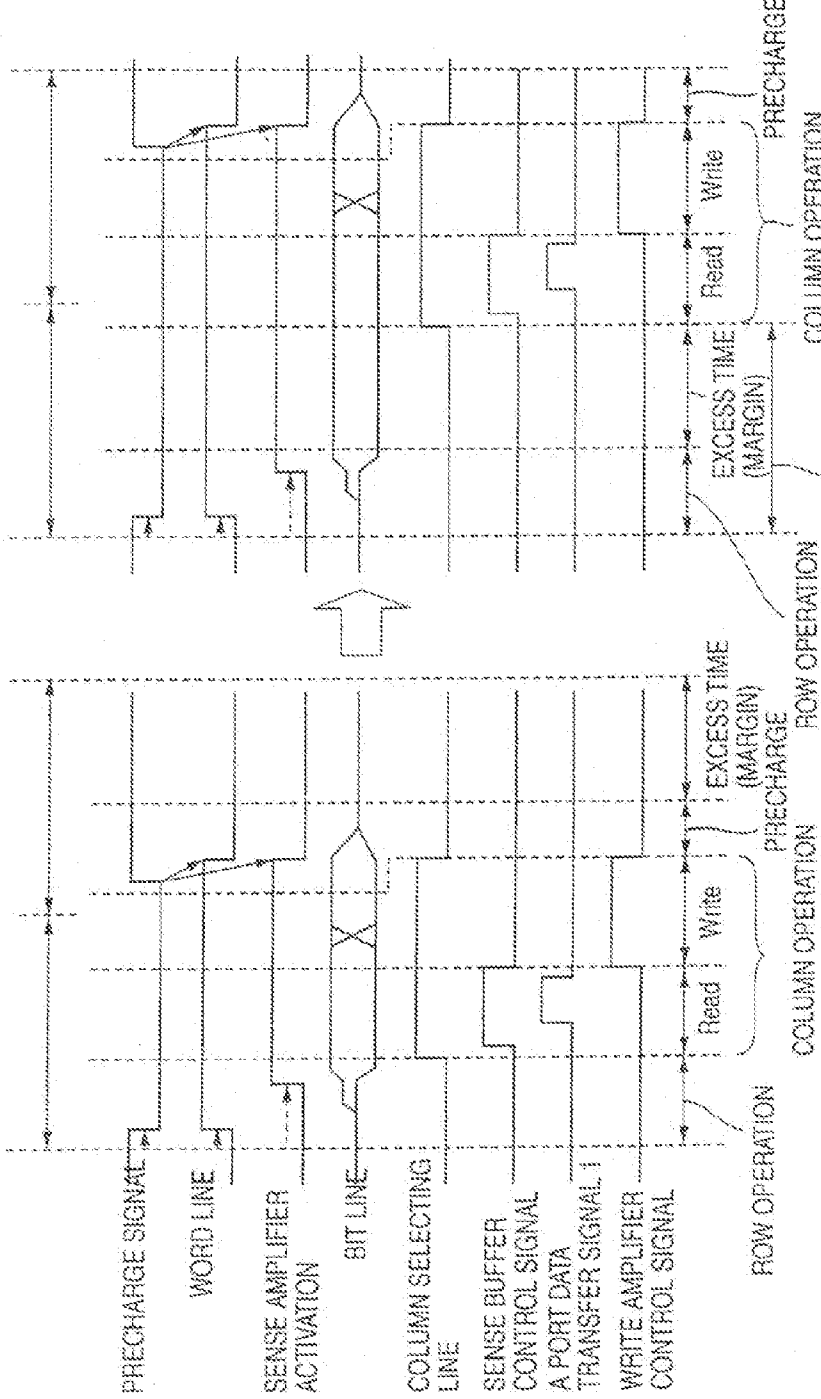 PRECHARGE SIGNAL
WORD LINE
SENSE AMPLIFIER
ACTIVATION
BIT LINE
COLUMN SELECTING
LINE
SENSE BUFFER
CONTROL SIGNAL
A PORT DATA
TRANSFER SIGNAL I
WRITE AMPLIFIER
CONTROL SIGNAL
Read
Write
ROW OPERATION
COLUMN OPERATION
PRECHARGE
EXCESS TIME
(MARGIN)
ROW OPERATION
EXCESS TIME
(MARGIN)
Read
Write
COLUMN OPERATION
PRECHARGE